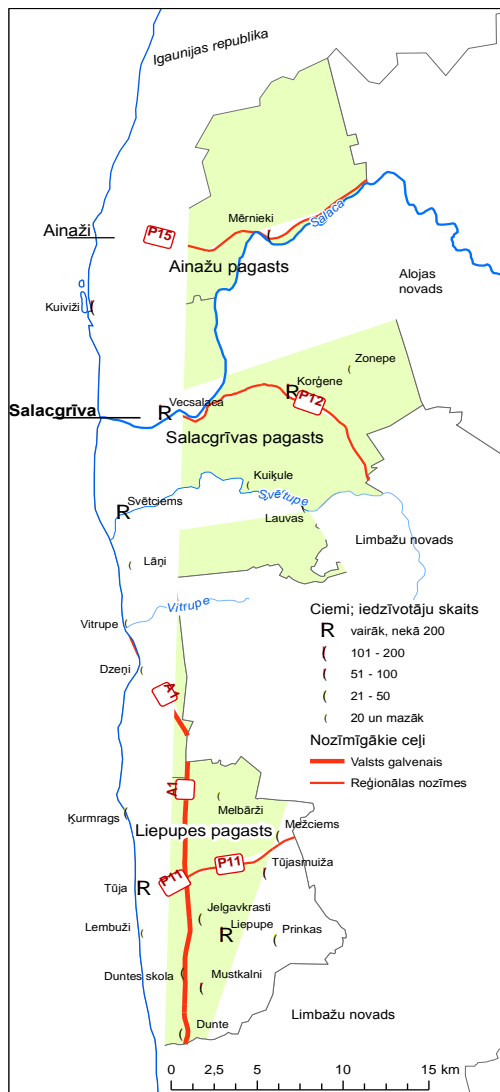 Igaunijas republika
Mērnieki
Salaca
Ainaži
P15
Ainažu pagasts
Alojas
novads
Kuiviži
Zonepe
Korģene
Vecsalaca
P12
Salacgrīva
Salacgrīvas pagasts
Kuiķule
Svētupe
Svētciems
Lauvas
Limbažu novads
Lāņi
Vitrupe
Ciemi; iedzīvotāju skaits
R vairāk, nekā 200
101 - 200
51 - 100
21 - 50
20 un mazāk
Nozīmīgākie ceļi
Valsts galvenais
Reģionālas nozīmes
Vitrupe
Dzeņi
A1
A1
Melbārži
Ķurmrags
Liepupes pagasts
Mežciems
P11
P11
Tūjasmuiža
Tūja
Jelgavkrasti
Liepupe
Prinkas
Lembuži
Duntes skola
Mustkalni
Limbažu novads
Dunte
0 2,5 5 10 15 km